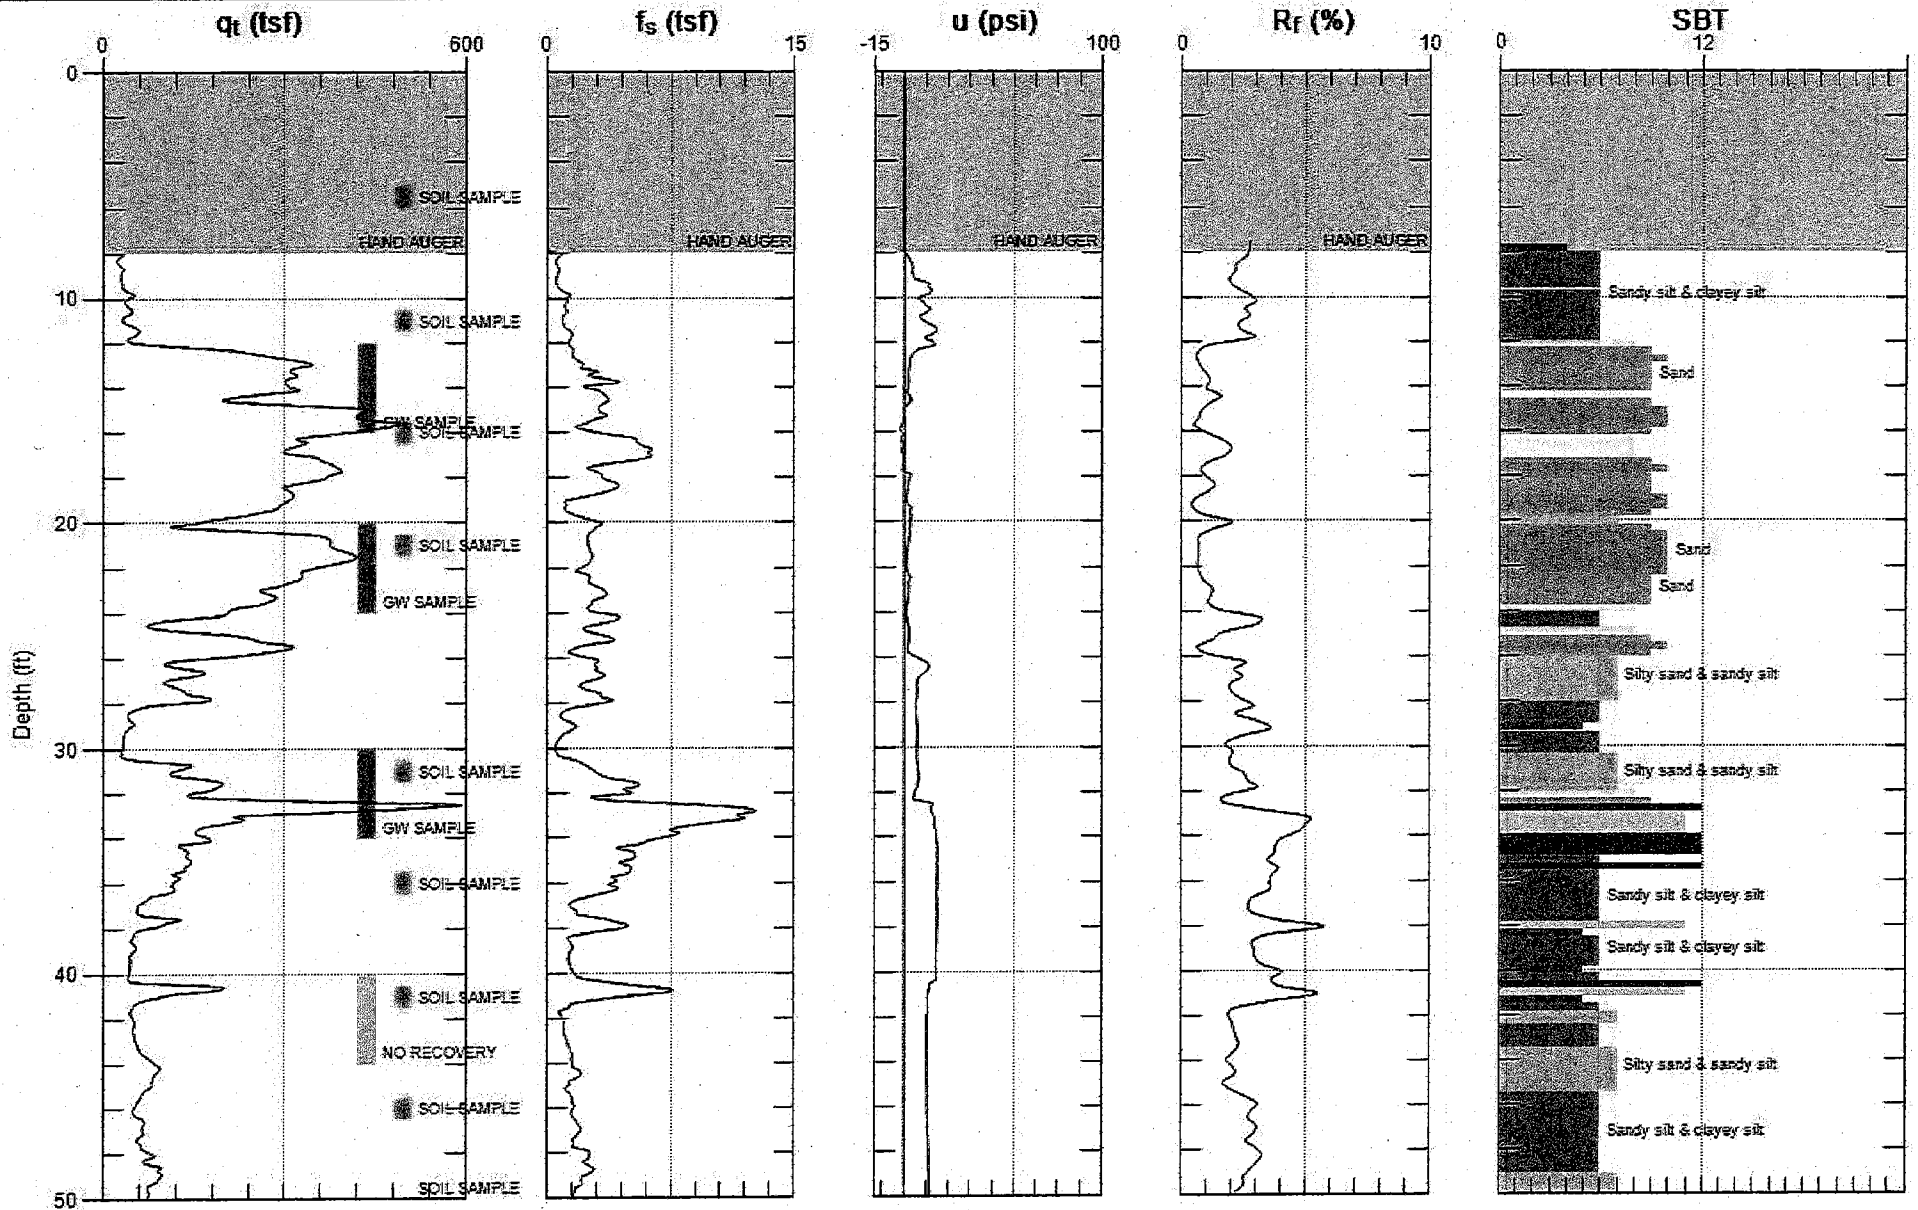 qt (tsf) fs (tsf) u (psi) Rf (%) SBT
0 600 0 15 -15 100 0 10 0 12
0
SOIL SAMPLE
HAND AUGER HAND AUGER HAND AUGER HAND AUGER
10 Sandy silt & clayey silt
SOIL SAMPLE
Sand
GW SAMPLE
SOIL SAMPLE
20
SOIL SAMPLE Sand
Sand
GW SAMPLE
Depth (ft)
Silty sand & sandy silt
30
SOIL SAMPLE Silty sand & sandy silt
GW SAMPLE
SOIL SAMPLE Sandy silt & clayey silt
Sandy silt & clayey silt
40
SOIL SAMPLE
NO RECOVERY Silty sand & sandy silt
SOIL SAMPLE
Sandy silt & clayey silt
SOIL SAMPLE
50